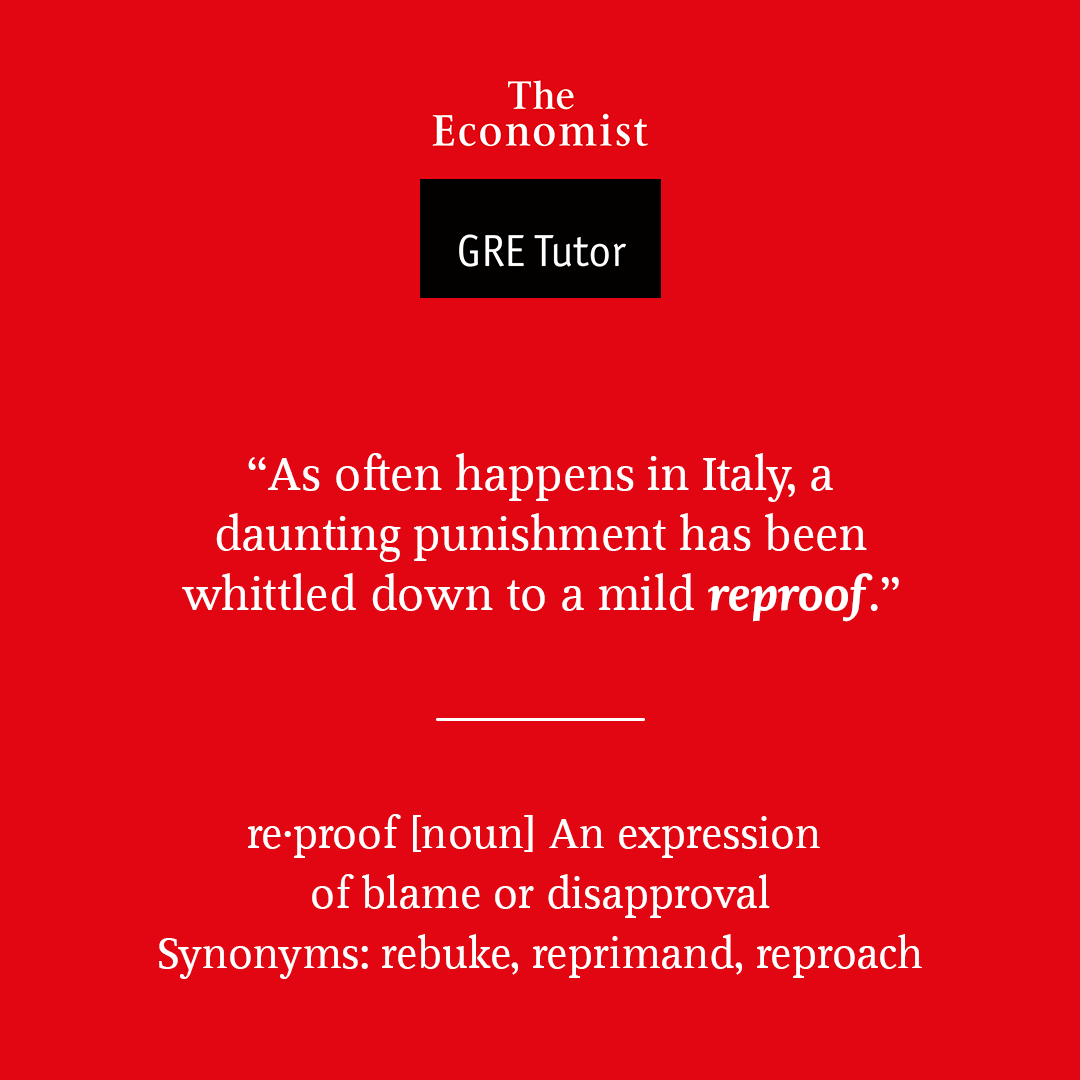 The
Economist
GRE Tutor
“As often happens in Italy, a
daunting punishment has been
whittled down to a mild reproof.”
re·proof [noun] An expression
of blame or disapproval
Synonyms: rebuke, reprimand, reproach